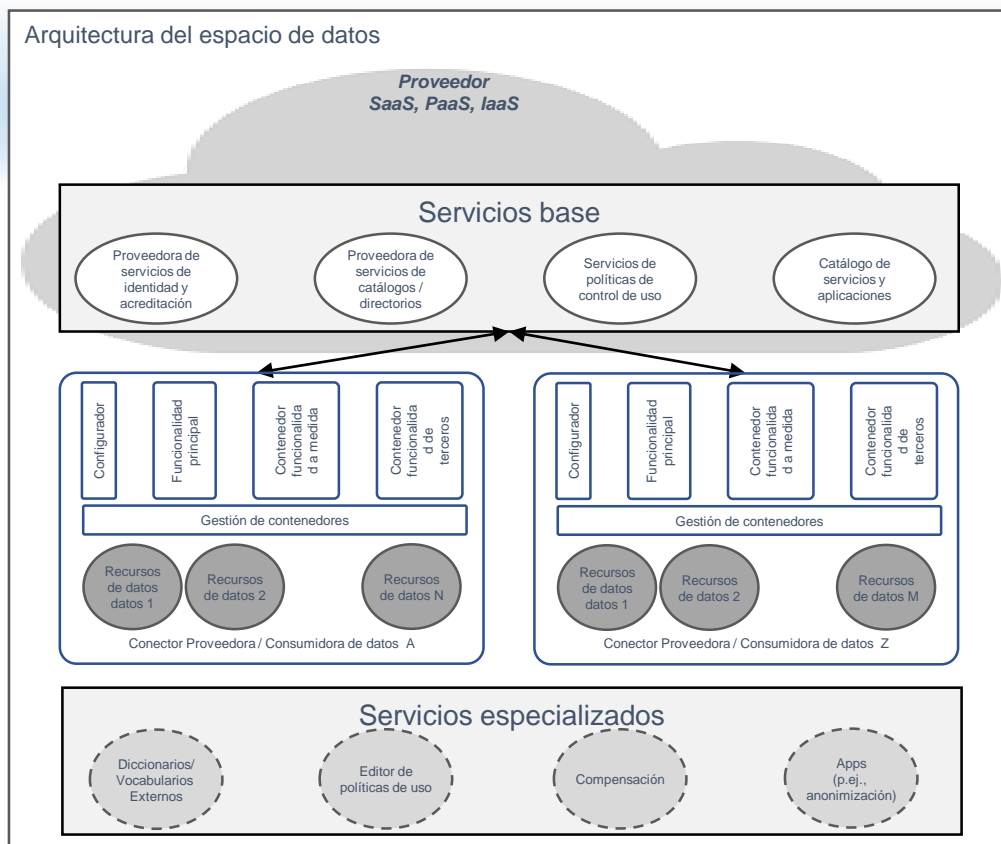 Arquitectura del espacio de datos
Proveedor
SaaS, PaaS, IaaS
Servicios base
Proveedora de
servicios de
identidad y
acreditación
Proveedora de
servicios de
catálogos /
directorios
Servicios de
políticas de
control de uso
Catálogo de
servicios y
aplicaciones
Configurador
Funcionalidad
principal
Contenedor
funcionalida
d a medida
Contenedor
funcionalida
d de
terceros
Gestión de contenedores
Recursos
de datos
datos 1
Recursos
de datos 2
Recursos
de datos N
Conector Proveedora / Consumidora de datos A
Configurador
Funcionalidad
principal
Contenedor
funcionalida
d a medida
Contenedor
funcionalida
d de
terceros
Gestión de contenedores
Recursos
de datos
datos 1
Recursos
de datos 2
Recursos
de datos M
Conector Proveedora / Consumidora de datos Z
Servicios especializados
Diccionarios/
Vocabularios
Externos
Editor de
políticas de uso
Compensación
Apps
(p.ej.,
anonimización)